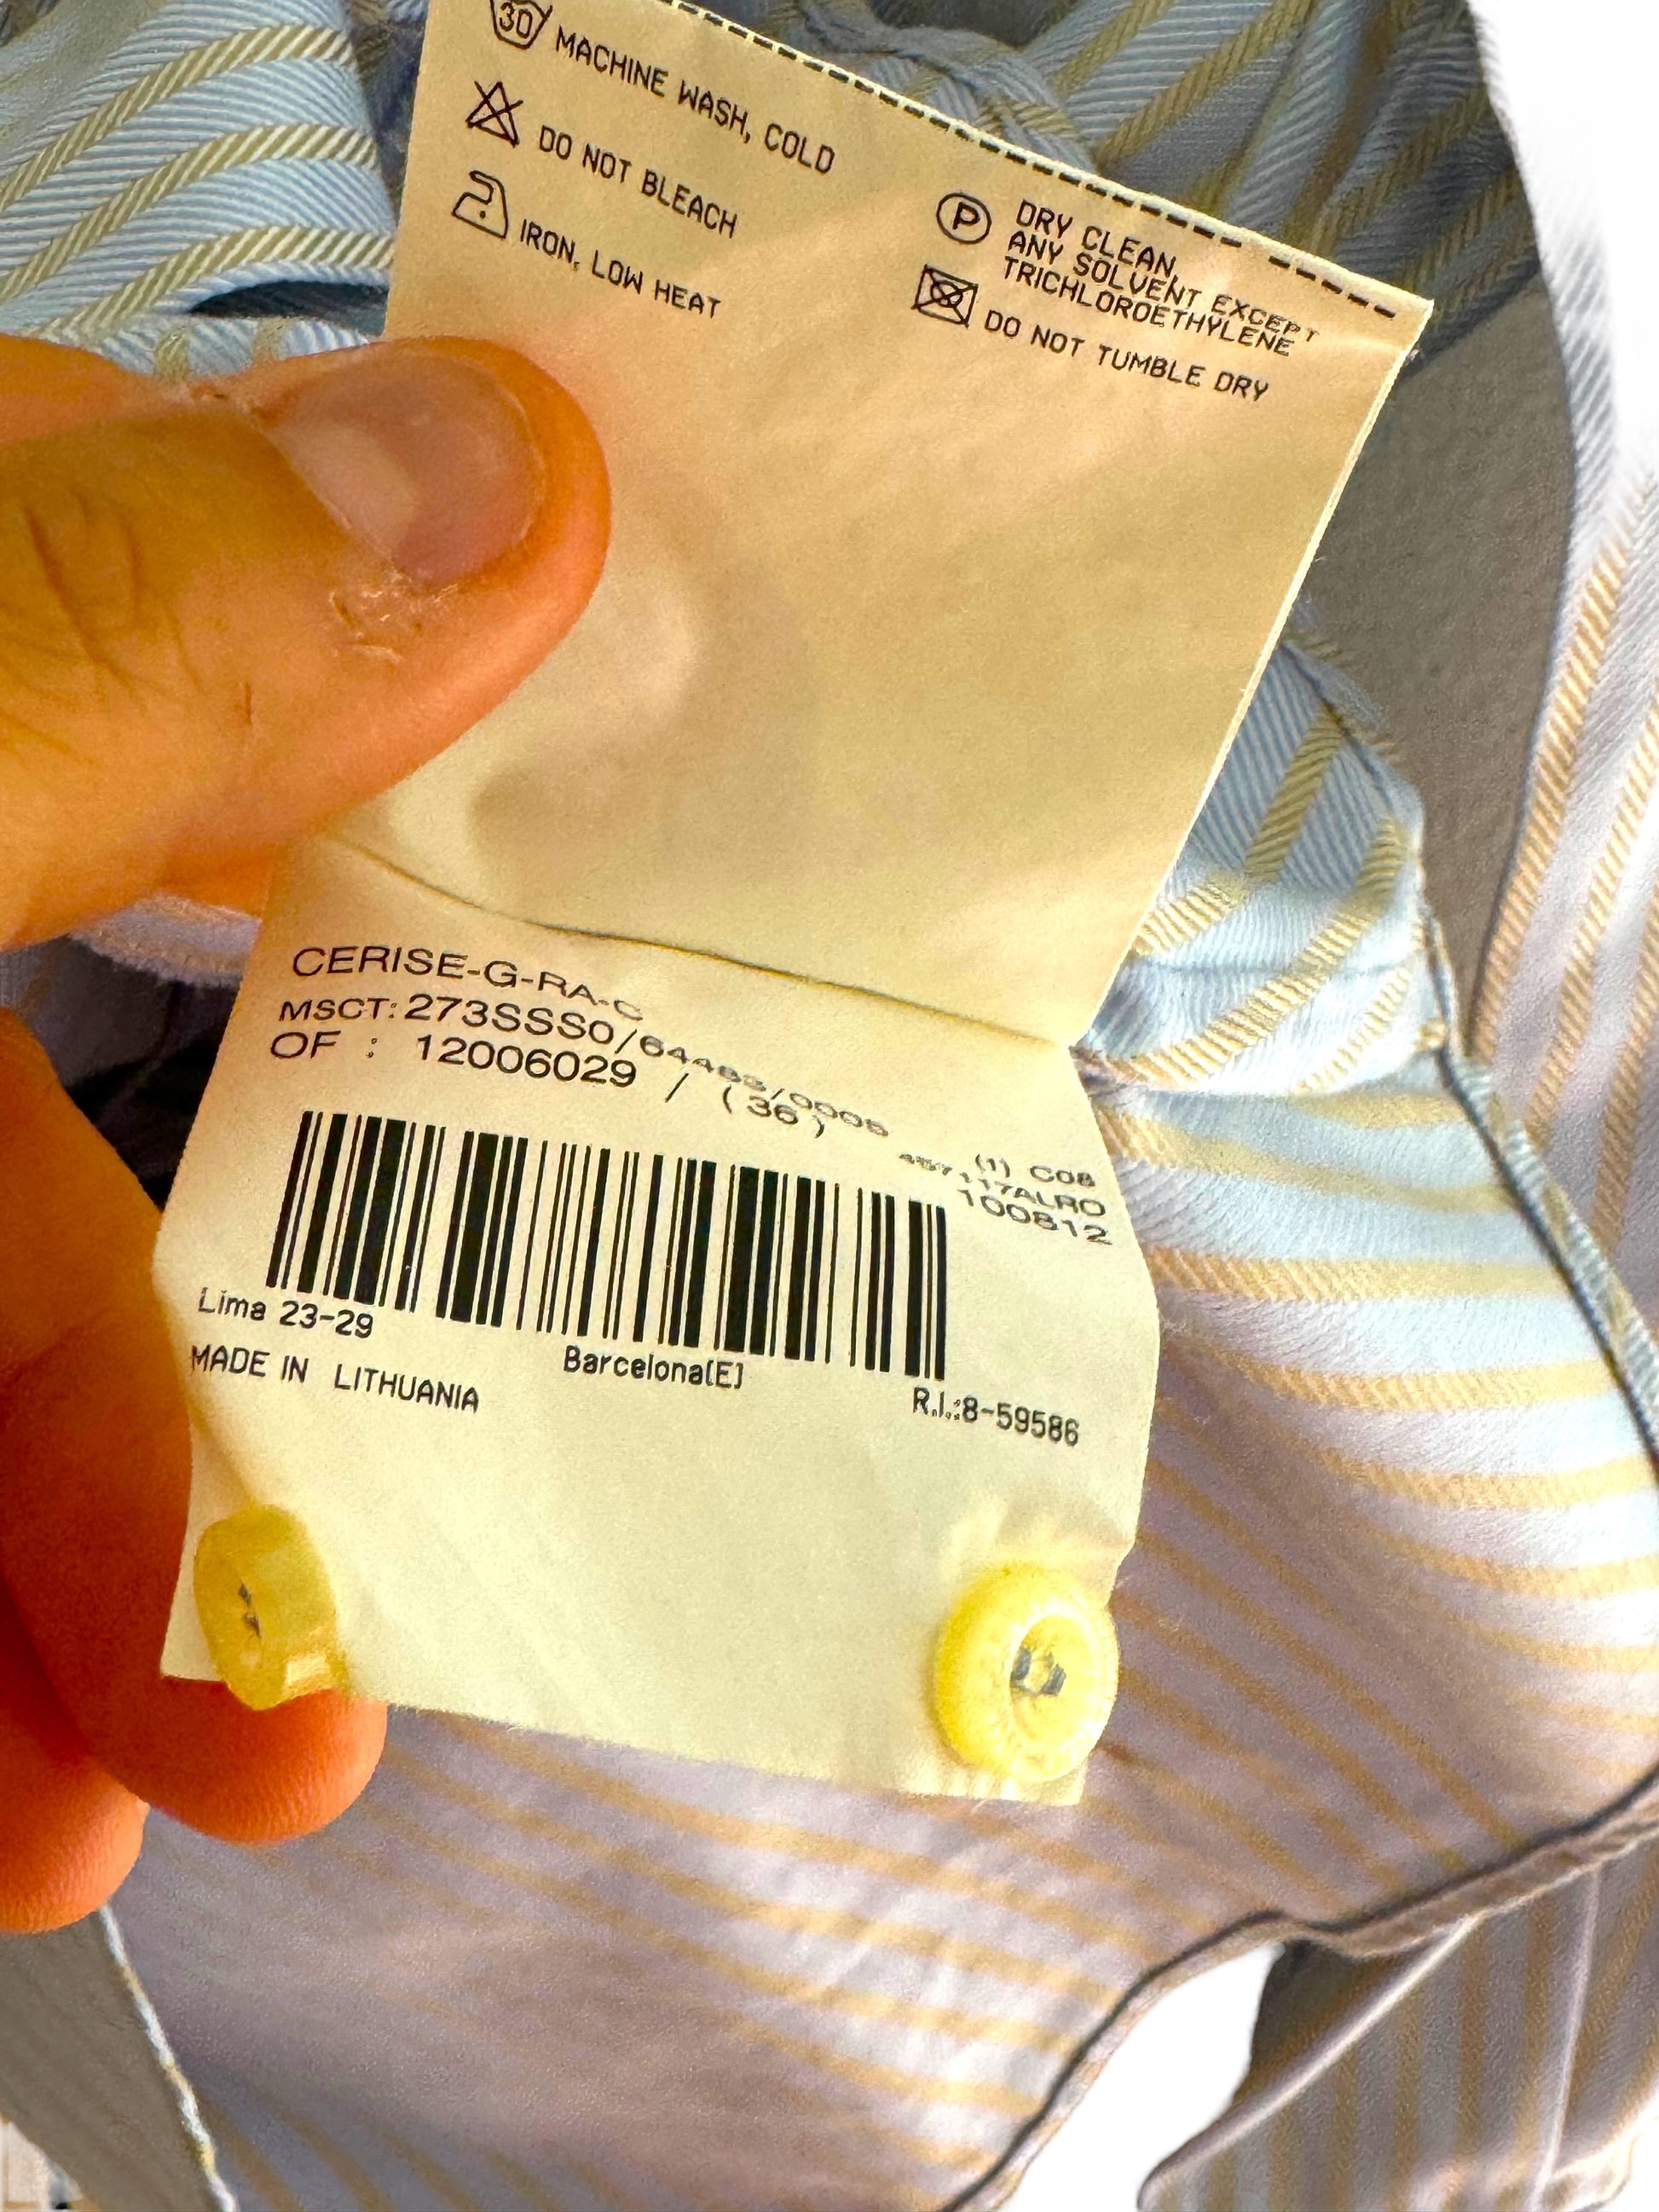 30 MACHINE WASH, COLD
DO NOT BLEACH
IRON, LOW HEAT
P DRY CLEAN,
ANY SOLVENT EXCEPT
TRICHLOROETHYLENE
DO NOT TUMBLE DRY
CERISE-G-RA-C
MSCT: 273SSS0/64463/0005
OF : 12006029 / (36)
(1) C08
100812
Lima 23-29
Barcelona(E)
R.I.:8-59586
MADE IN LITHUANIA